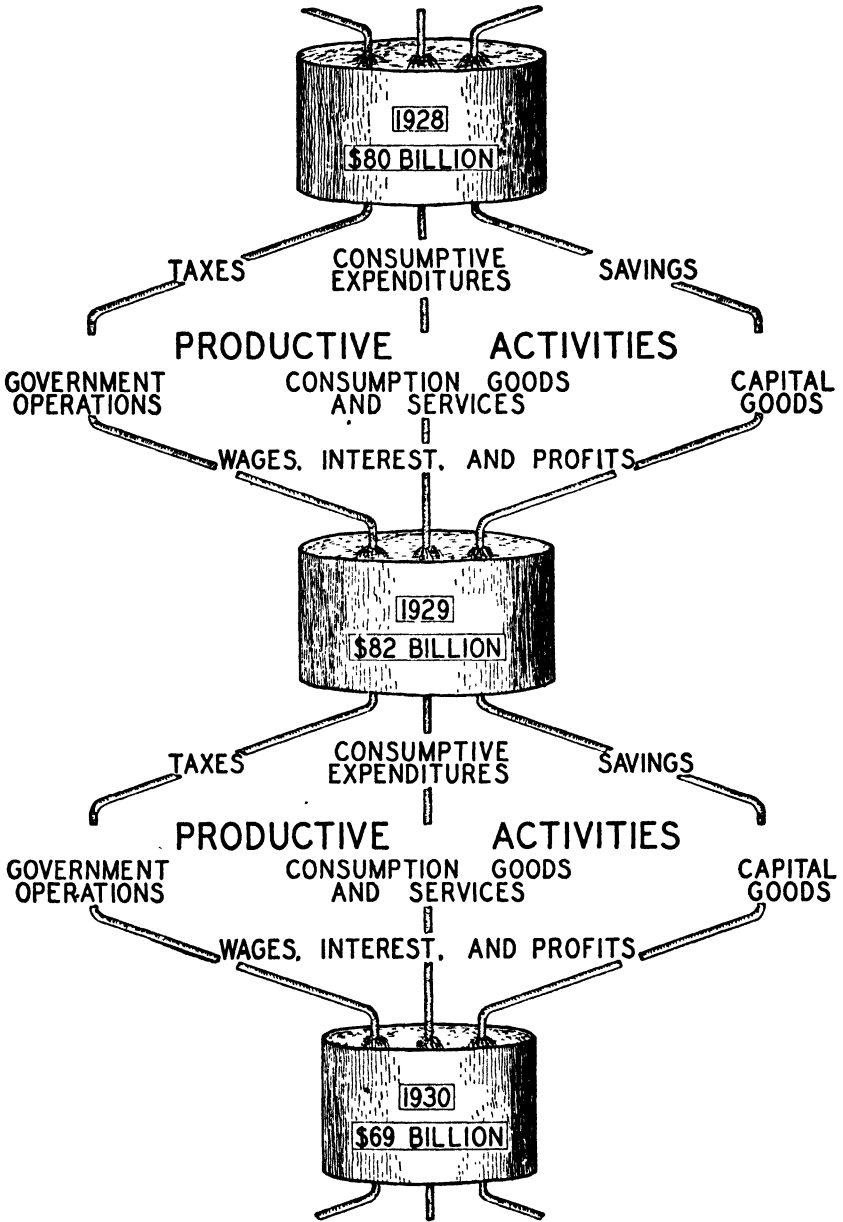 1928
$80 BILLION
TAXES
CONSUMPTIVE
EXPENDITURES
SAVINGS
PRODUCTIVE ACTIVITIES
GOVERNMENT
OPERATIONS
CONSUMPTION GOODS
AND SERVICES
CAPITAL
GOODS
WAGES, INTEREST, AND PROFITS
1929
$82 BILLION
TAXES
CONSUMPTIVE
EXPENDITURES
SAVINGS
PRODUCTIVE ACTIVITIES
GOVERNMENT
OPERATIONS
CONSUMPTION GOODS
AND SERVICES
CAPITAL
GOODS
WAGES, INTEREST, AND PROFITS
1930
$69 BILLION